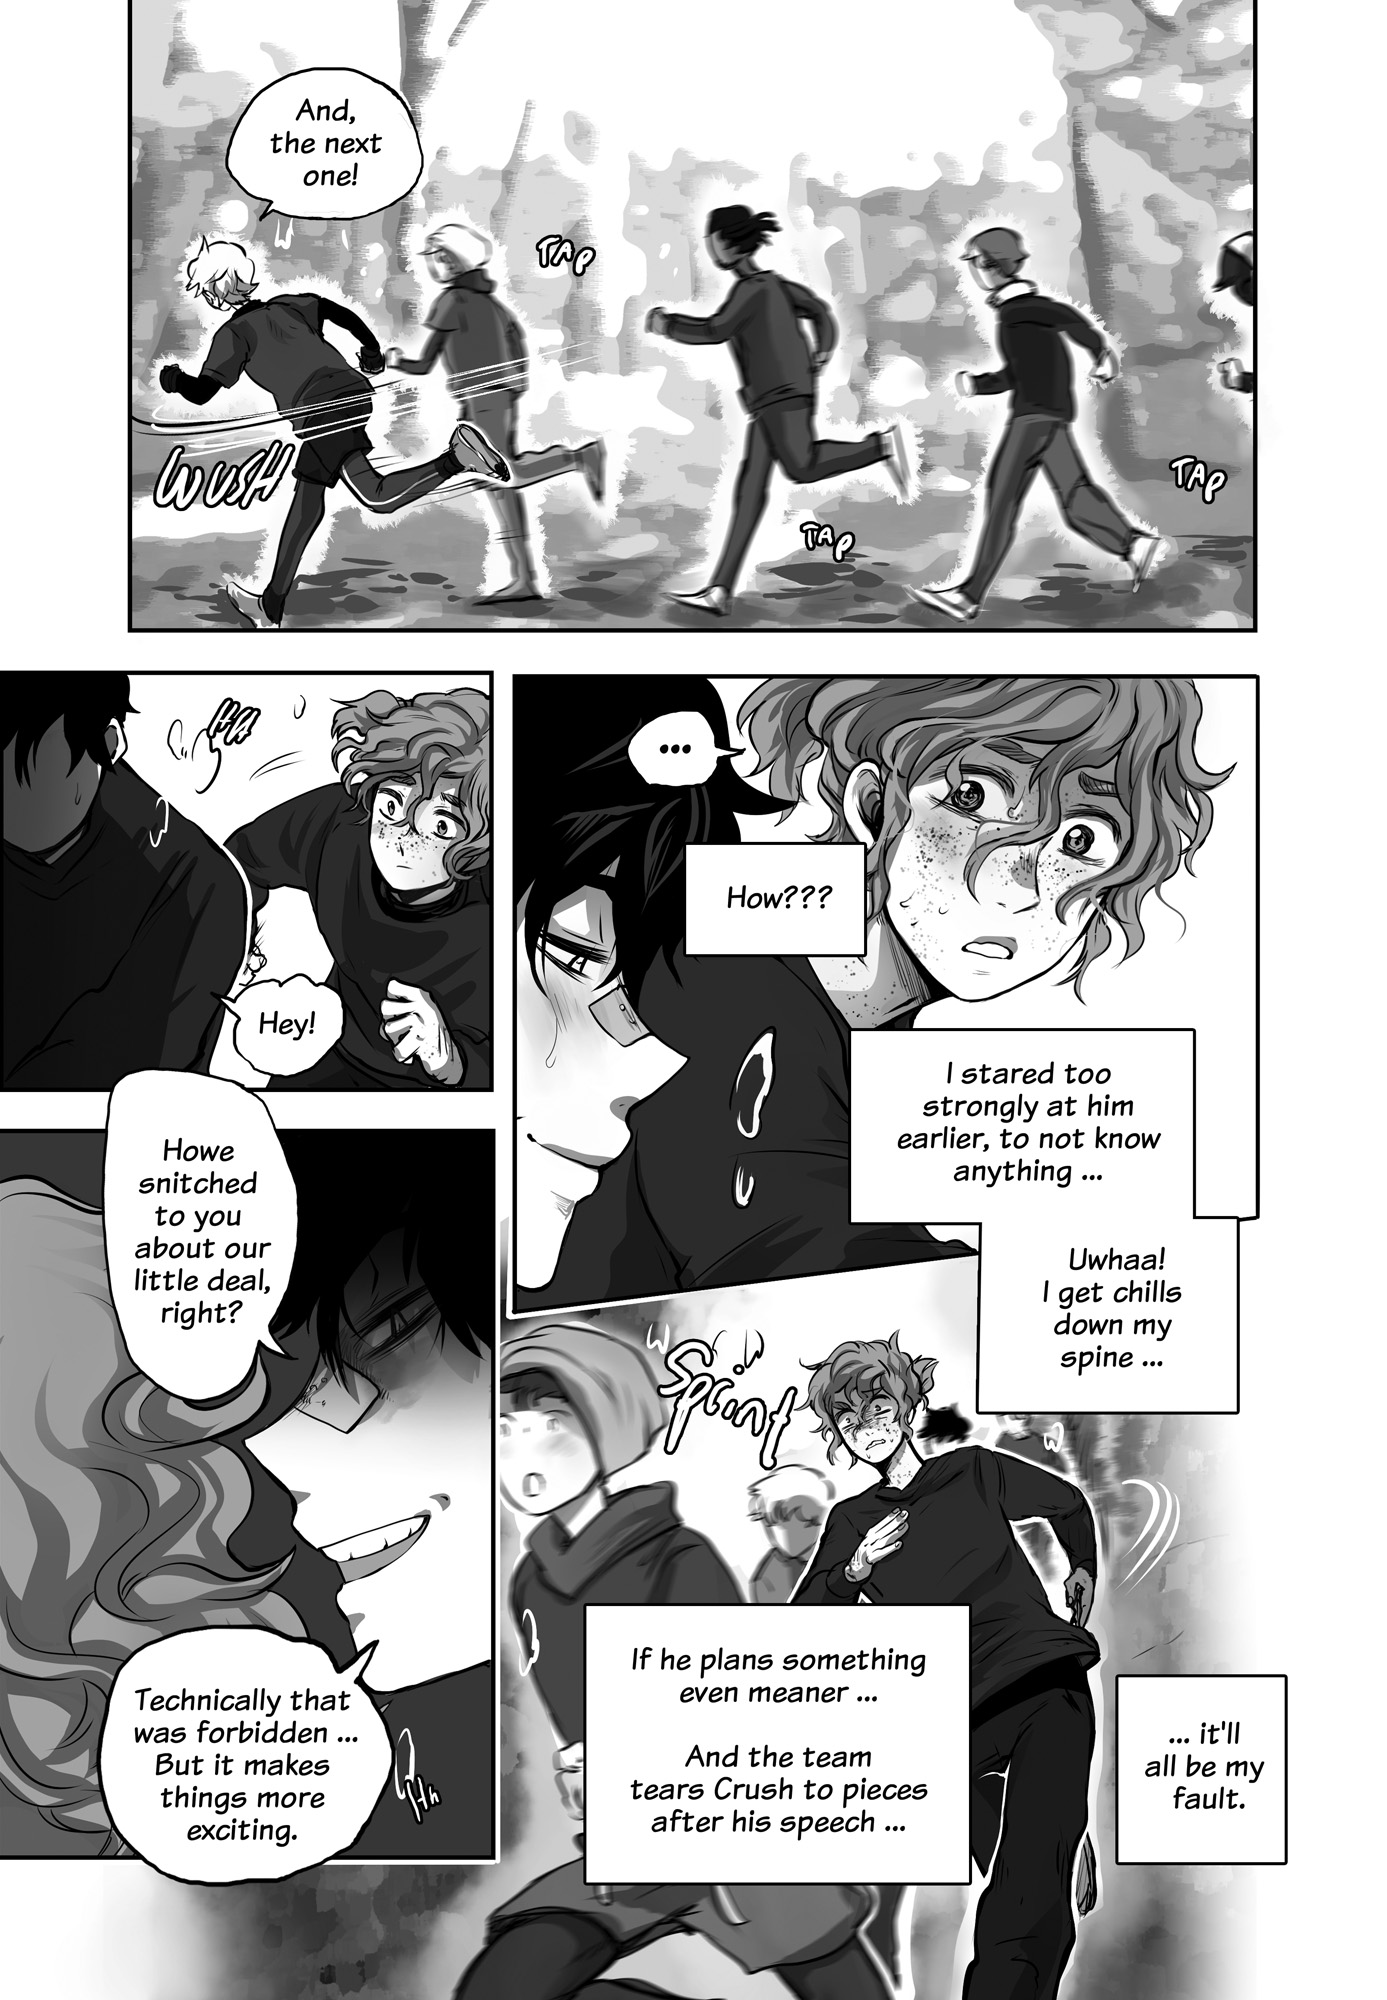 And,
the next
one!
TAP
WUSH
TAP
TAP
HA
Hey!
Howe
snitched
to you
about our
little deal,
right?
Technically that
was forbidden ...
But it makes
things more
exciting.
Hh
...
How???
I stared too
strongly at him
earlier, to not know
anything ...
Uwhaa!
I get chills
down my
spine ...
Sprint
If he plans something
even meaner ...
And the team
tears Crush to pieces
after his speech ...
... it'll
all be my
fault.